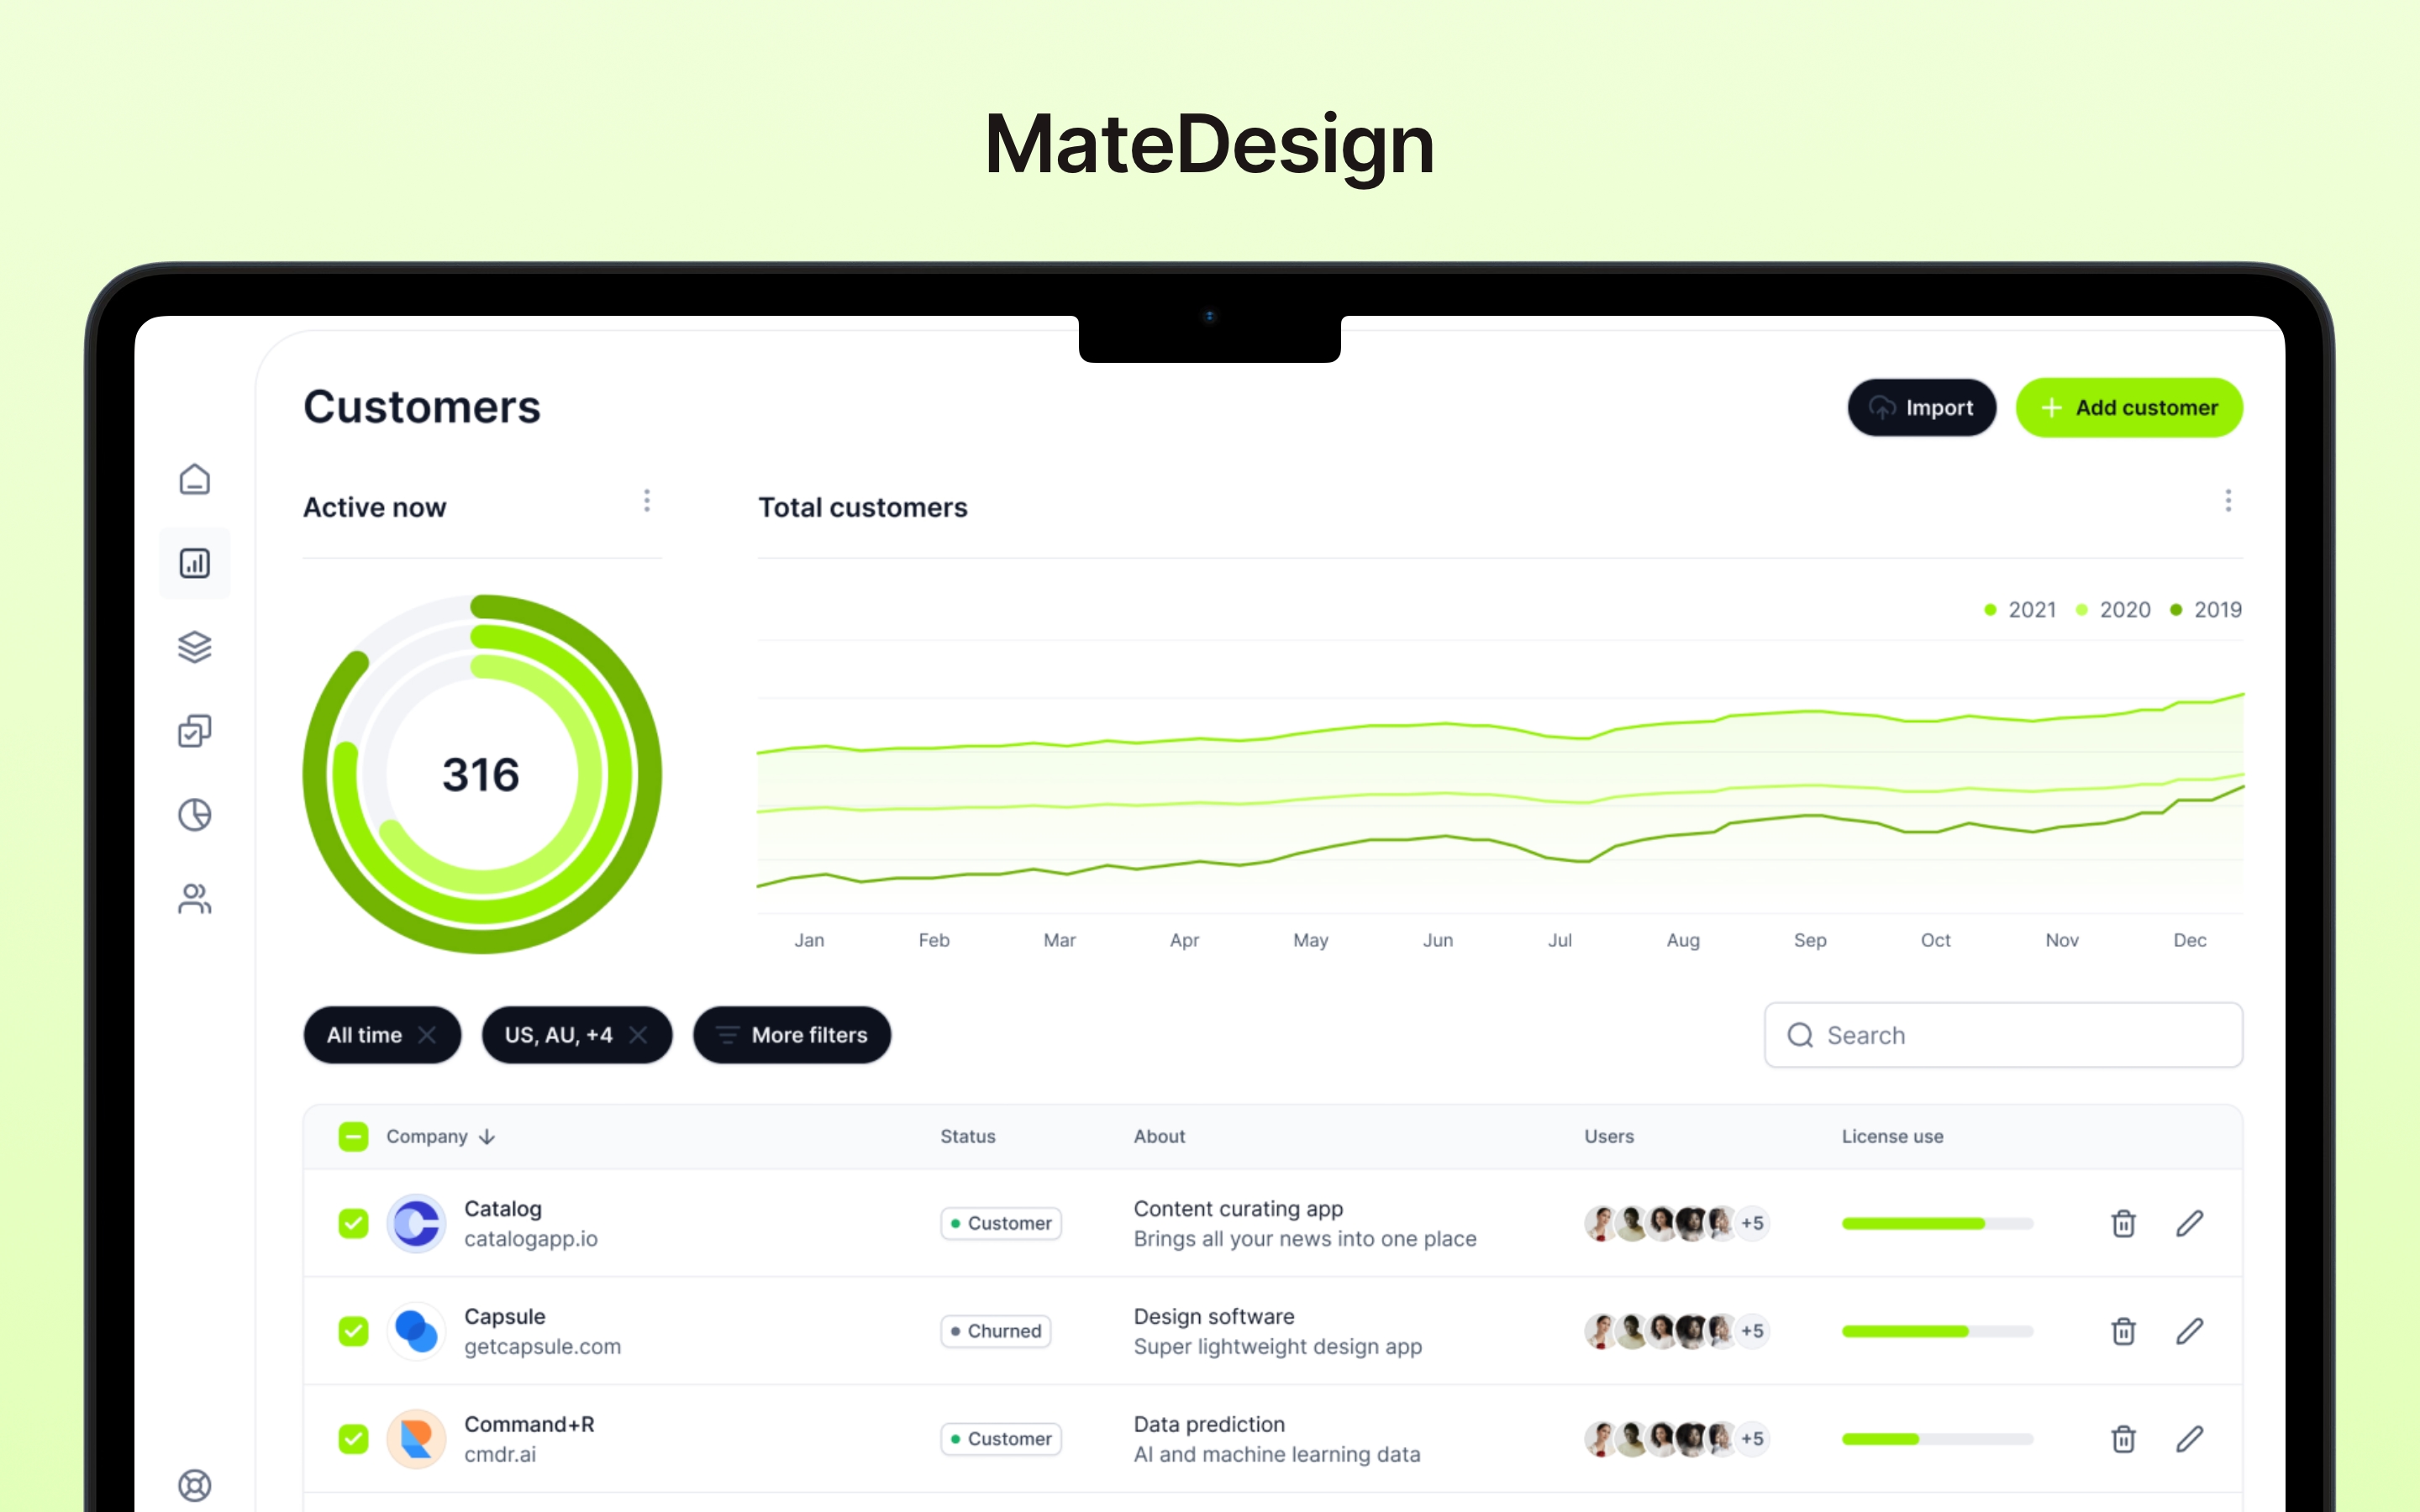 MateDesign
Customers
Import
Add customer
Active now
Total customers
2021
2020
2019
316
Jan
Feb
Mar
Apr
May
Jun
Jul
Aug
Sep
Oct
Nov
Dec
All time
US, AU, +4
More filters
Search
Company
Status
About
Users
License use
Catalog
catalogapp.io
Customer
Content curating app
Brings all your news into one place
+5
Capsule
getcapsule.com
Churned
Design software
Super lightweight design app
+5
Command+R
cmdr.ai
Customer
Data prediction
AI and machine learning data
+5